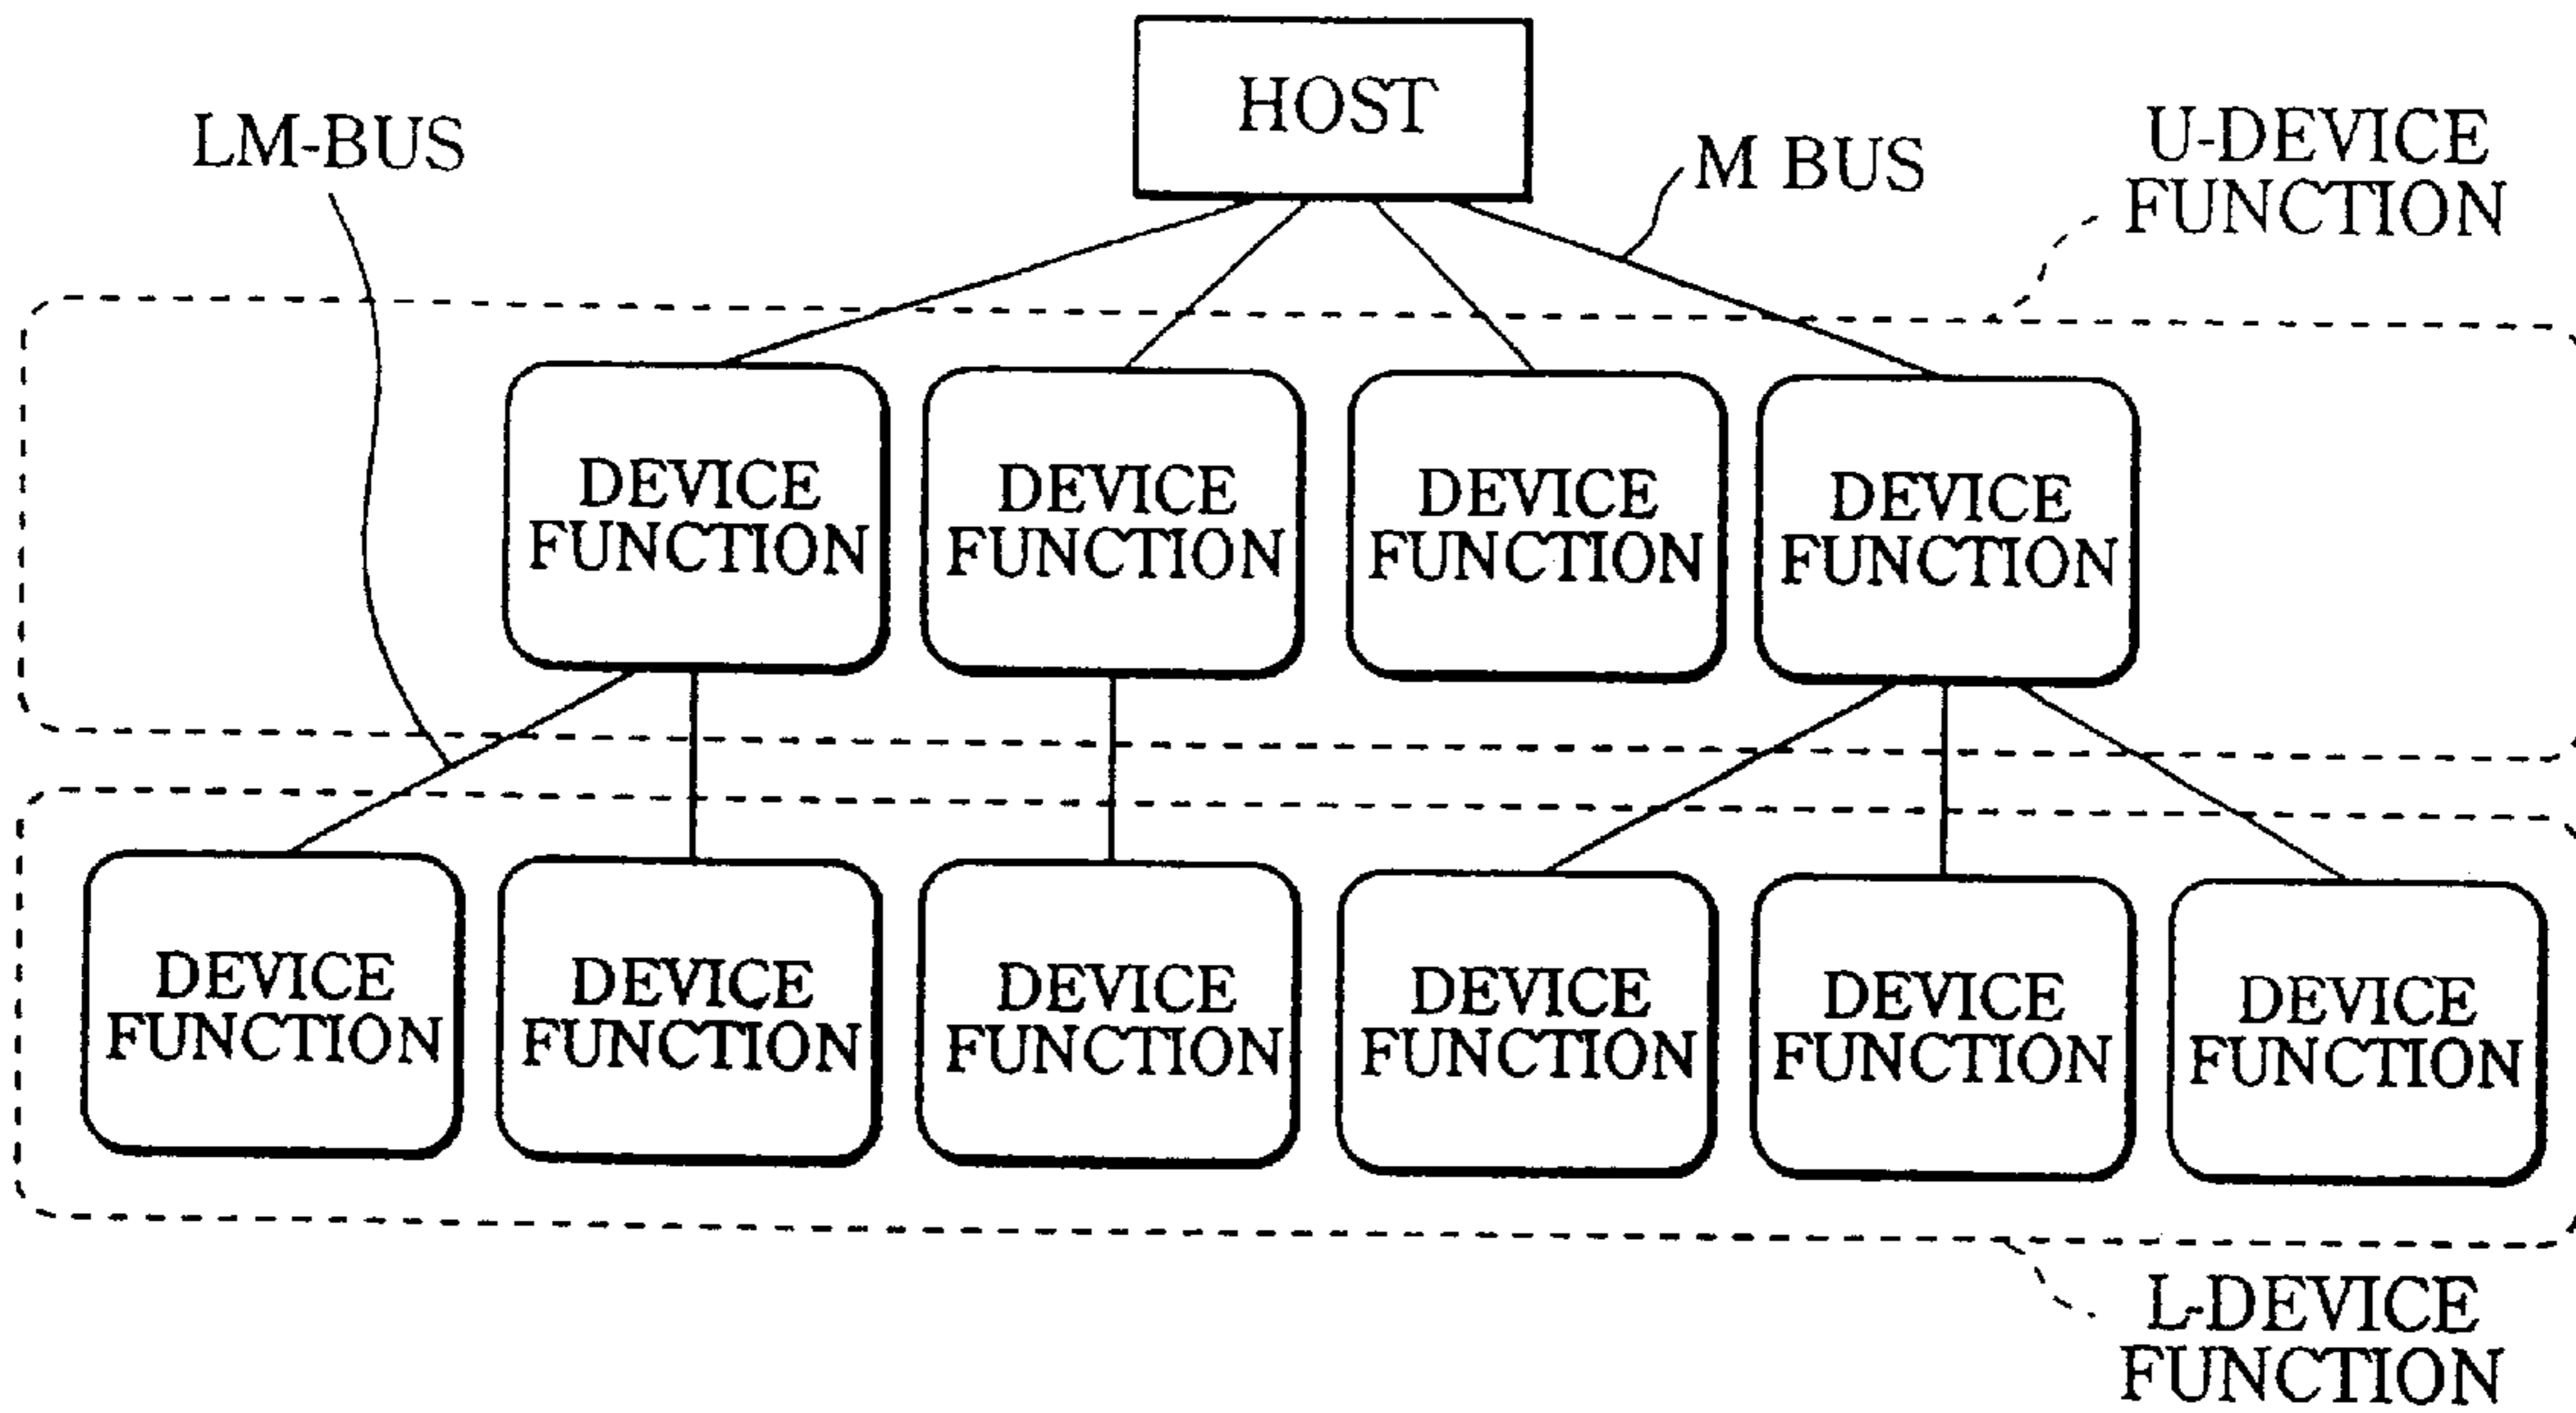 HOST
LM-BUS
M BUS
U-DEVICE
FUNCTION
DEVICE
FUNCTION
DEVICE
FUNCTION
DEVICE
FUNCTION
DEVICE
FUNCTION
DEVICE
FUNCTION
DEVICE
FUNCTION
DEVICE
FUNCTION
DEVICE
FUNCTION
DEVICE
FUNCTION
DEVICE
FUNCTION
L-DEVICE
FUNCTION